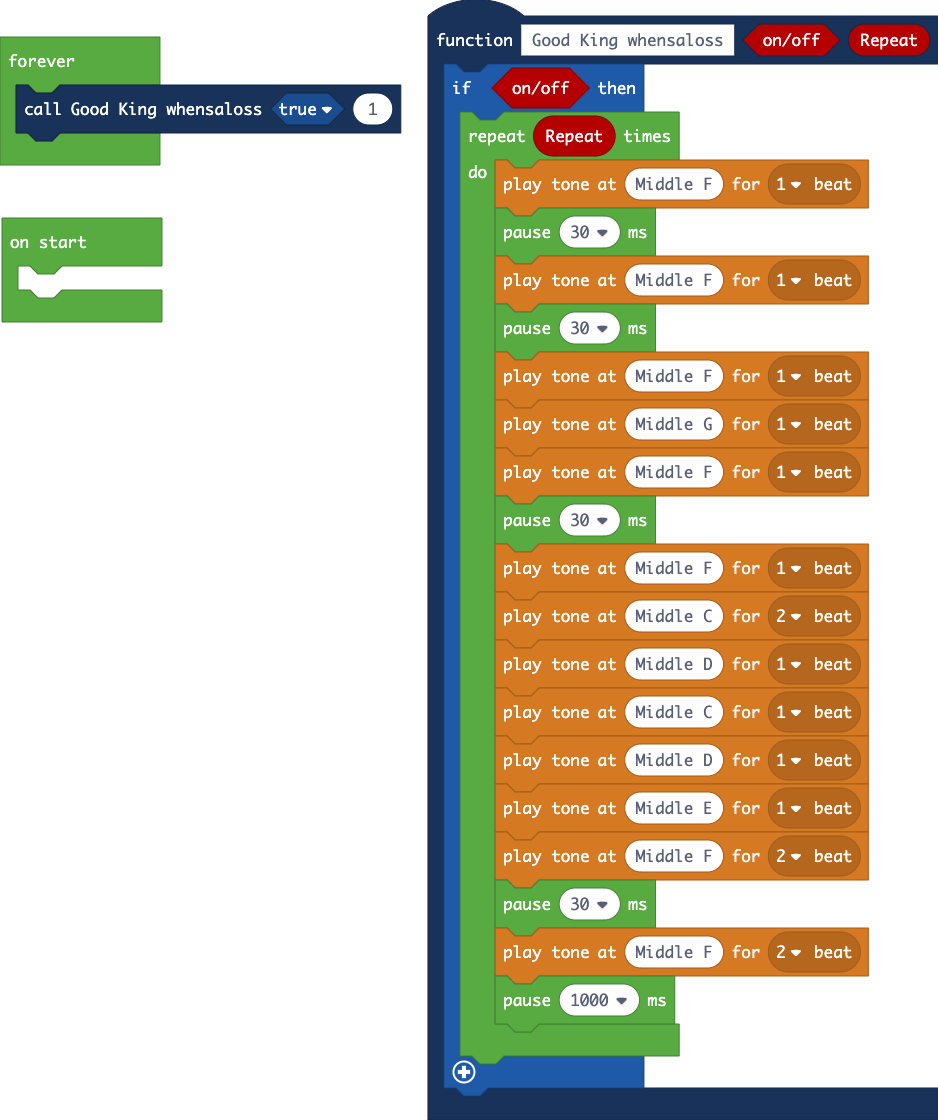 forever
call Good King whensaloss true 1
on start
function Good King whensaloss on/off Repeat
if on/off then
repeat Repeat times
do play tone at Middle F for 1 beat
pause 30 ms
play tone at Middle F for 1 beat
pause 30 ms
play tone at Middle F for 1 beat
play tone at Middle G for 1 beat
play tone at Middle F for 1 beat
pause 30 ms
play tone at Middle F for 1 beat
play tone at Middle C for 2 beat
play tone at Middle D for 1 beat
play tone at Middle C for 1 beat
play tone at Middle D for 1 beat
play tone at Middle E for 1 beat
play tone at Middle F for 2 beat
pause 30 ms
play tone at Middle F for 2 beat
pause 1000 ms